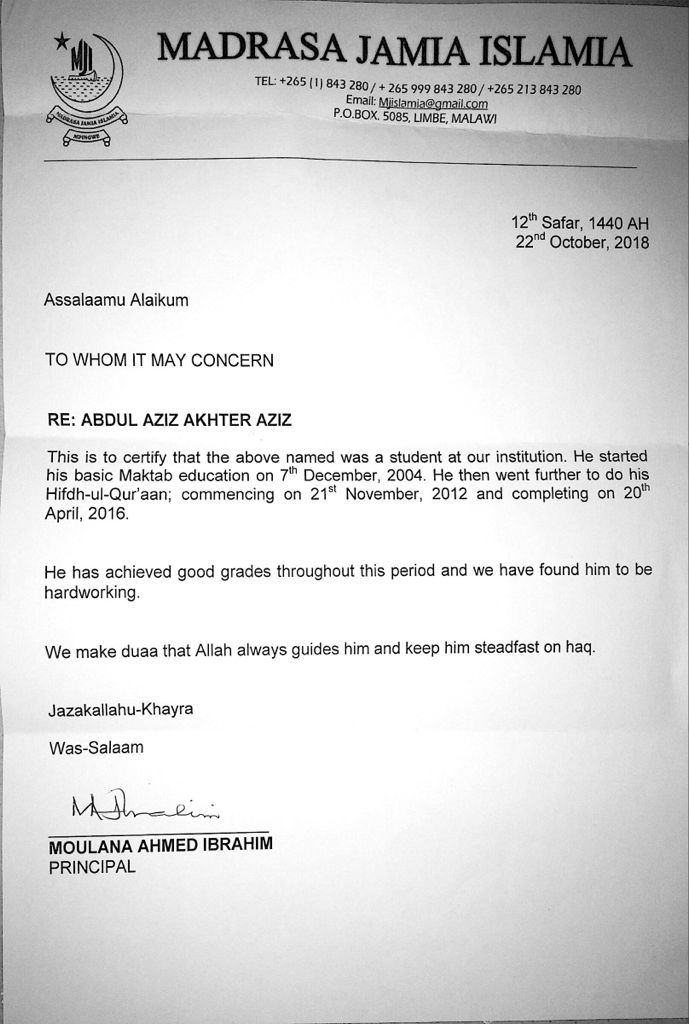 MJI
MADRASA JAMIA ISLAMIA
MPINGWE
MADRASA JAMIA ISLAMIA
TEL: +265 (1) 843 280 / + 265 999 843 280 / +265 213 843 280
Email: Mjislamia@gmail.com
P.O.BOX. 5085, LIMBE, MALAWI
12th Safar, 1440 AH
22nd October, 2018
Assalaamu Alaikum
TO WHOM IT MAY CONCERN
RE: ABDUL AZIZ AKHTER AZIZ
This is to certify that the above named was a student at our institution. He started
his basic Maktab education on 7th December, 2004. He then went further to do his
Hifdh-ul-Qur'aan; commencing on 21st November, 2012 and completing on 20th
April, 2016.
He has achieved good grades throughout this period and we have found him to be
hardworking.
We make duaa that Allah always guides him and keep him steadfast on haq.
Jazakallahu-Khayra
Was-Salaam
MOULANA AHMED IBRAHIM
PRINCIPAL